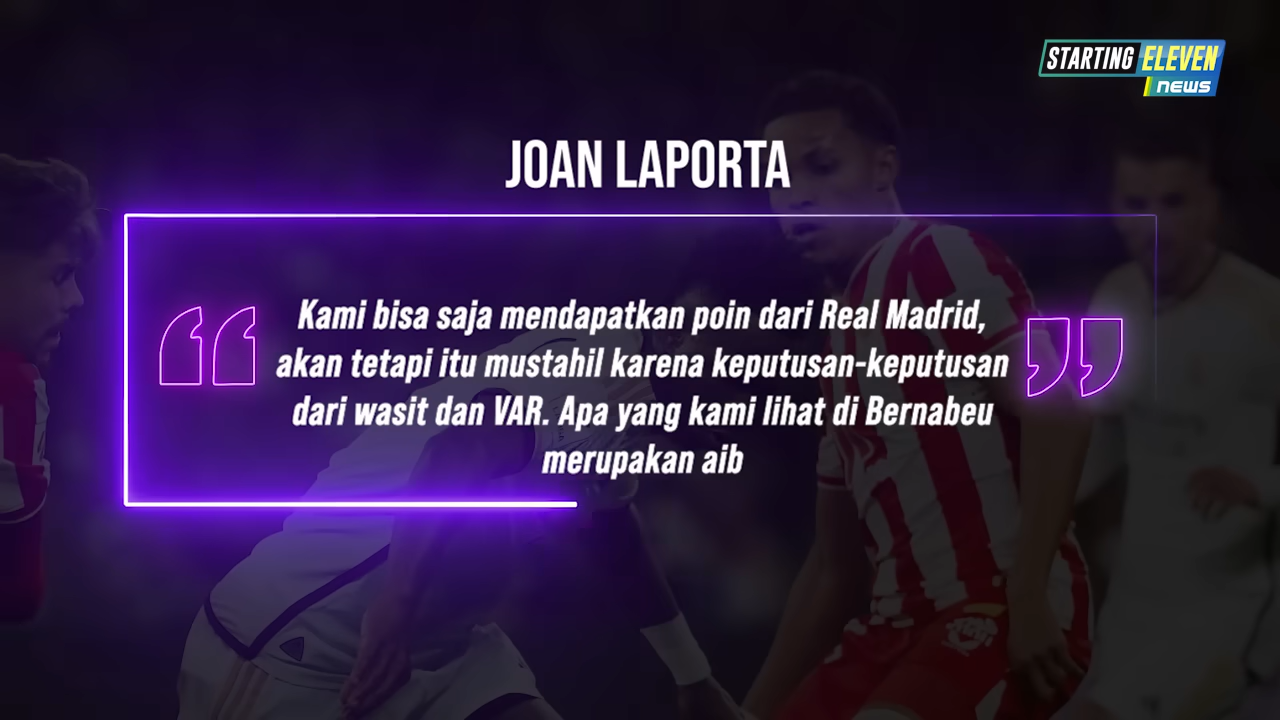 STARTING ELEVEN
news
JOAN LAPORTA
Kami bisa saja mendapatkan poin dari Real Madrid,
akan tetapi itu mustahil karena keputusan-keputusan
dari wasit dan VAR. Apa yang kami lihat di Bernabeu
merupakan aib